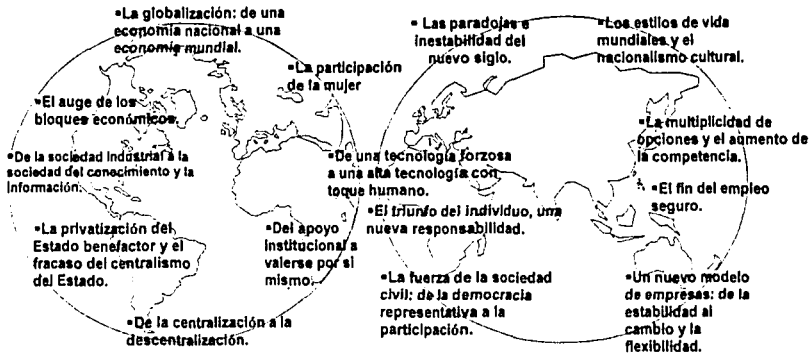 ▪La globalización: de una
economía nacional a una
economía mundial.
▪La participación
de la mujer
▪El auge de los
bloques económicos.
▪De la sociedad industrial a la
sociedad del conocimiento y la
Información.
▪La privatización del
Estado benefactor y el
fracaso del centralismo
del Estado.
▪Del apoyo
institucional a
valerse por si
mismo.
▪De la centralización a la
descentralización.
▪Las paradojas e
inestabilidad del
nuevo siglo.
▪Los estilos de vida
mundiales y el
nacionalismo cultural.
▪La multiplicidad de
opciones y el aumento de
la competencia.
▪De una tecnología forzosa
a una alta tecnología con
toque humano.
▪El fin del empleo
seguro.
▪El triunfo del individuo, una
nueva responsabilidad.
▪La fuerza de la sociedad
civil: de la democracia
representativa a la
participación.
▪Un nuevo modelo
de empresas: de la
estabilidad al
cambio y la
flexibilidad.